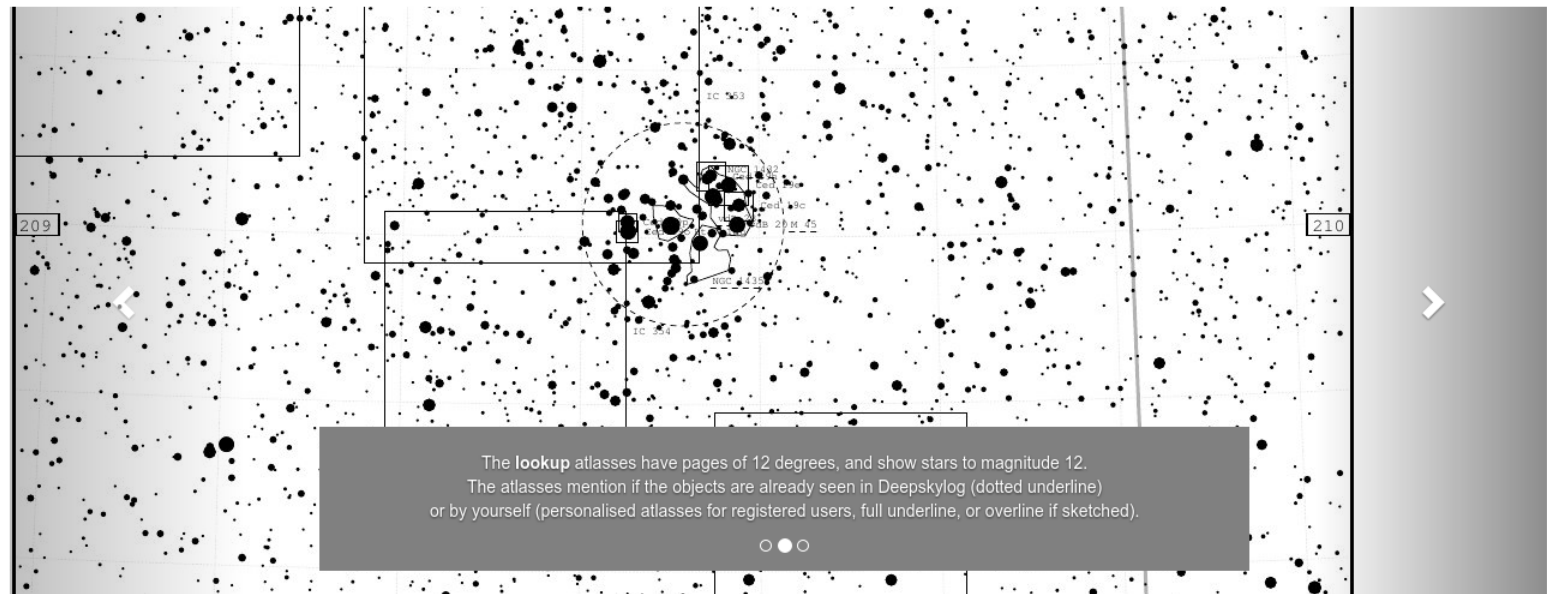 IC 353
NGC 1432
Ced 19e
Ced 19c
209
M 45
210
NGC 1435
IC 354
The lookup atlasses have pages of 12 degrees, and show stars to magnitude 12.
The atlasses mention if the objects are already seen in Deepskylog (dotted underline)
or by yourself (personalised atlasses for registered users, full underline, or overline if sketched).